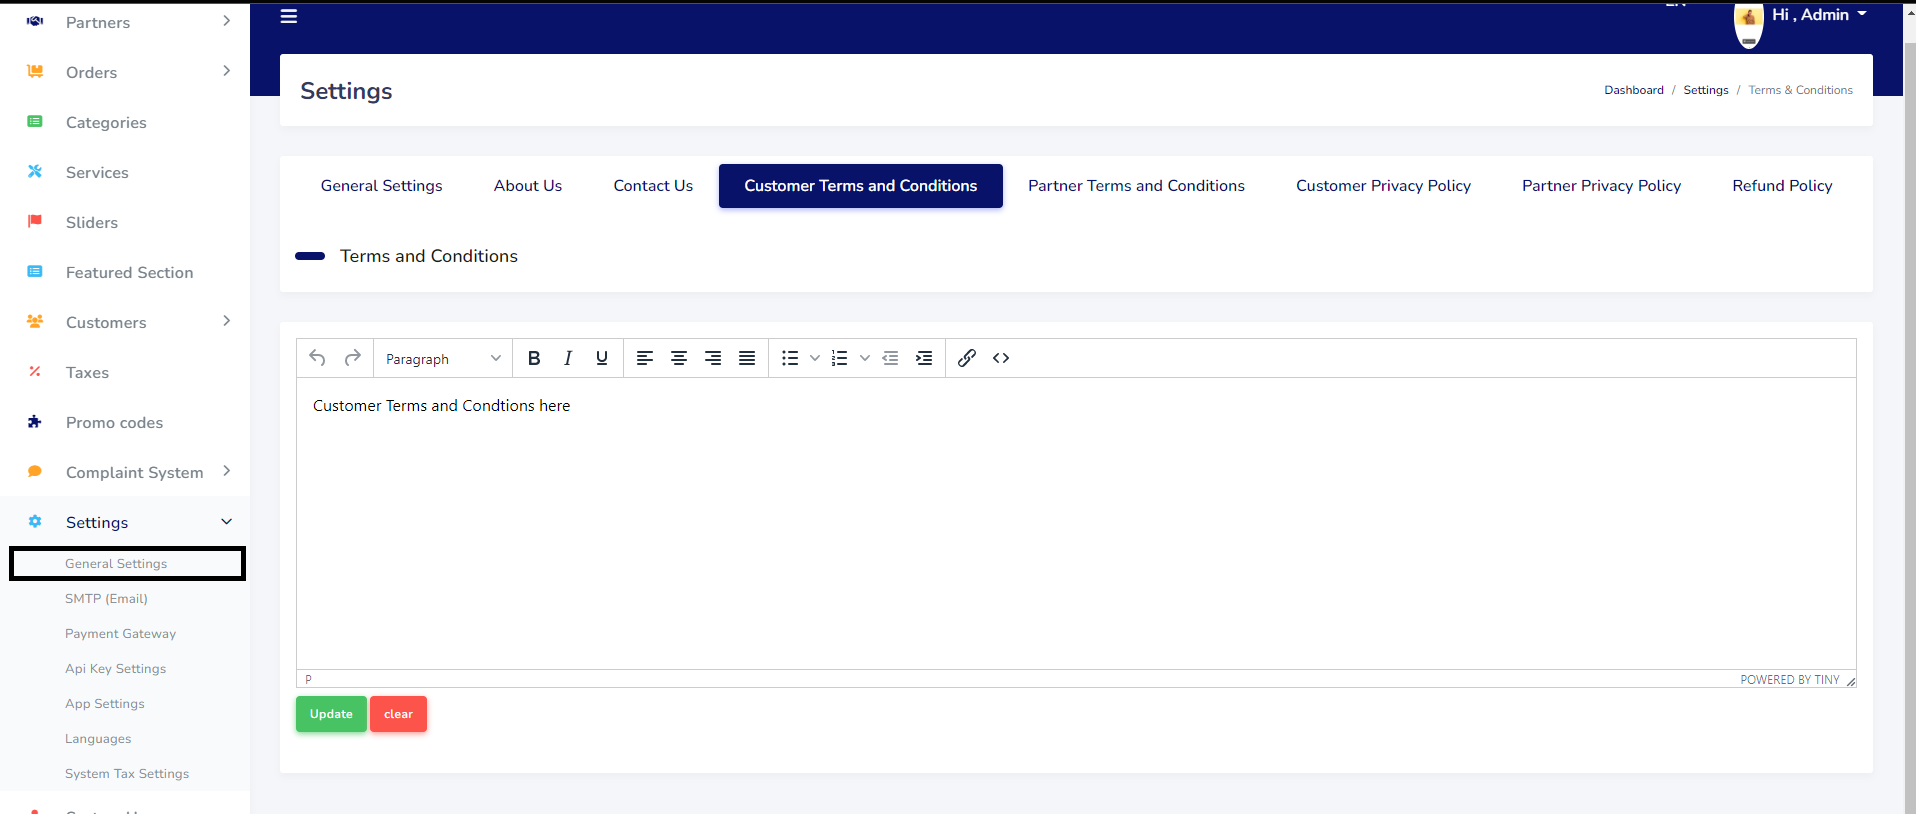 Partners
Orders
Categories
Services
Sliders
Featured Section
Customers
Taxes
Promo codes
Complaint System
Settings
General Settings
SMTP (Email)
Payment Gateway
Api Key Settings
App Settings
Languages
System Tax Settings
Hi , Admin
Settings
Dashboard / Settings / Terms & Conditions
General Settings About Us Contact Us Customer Terms and Conditions Partner Terms and Conditions Customer Privacy Policy Partner Privacy Policy Refund Policy
Terms and Conditions
Paragraph B I U
Customer Terms and Condtions here
P POWERED BY TINY
Update clear